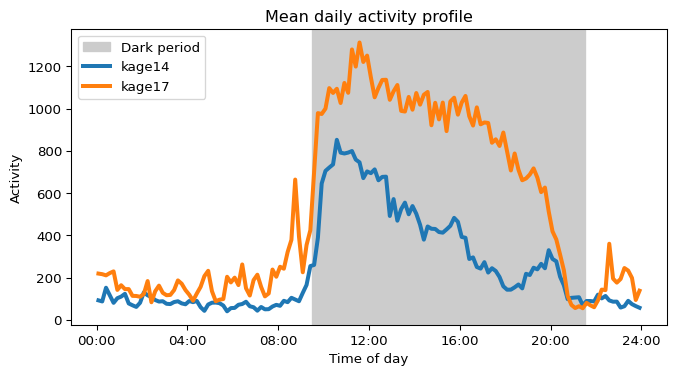 Mean daily activity profile
Dark period
kage14
kage17
1200
1000
800
600
400
200
0
Activity
00:00 04:00 08:00 12:00 16:00 20:00 24:00
Time of day